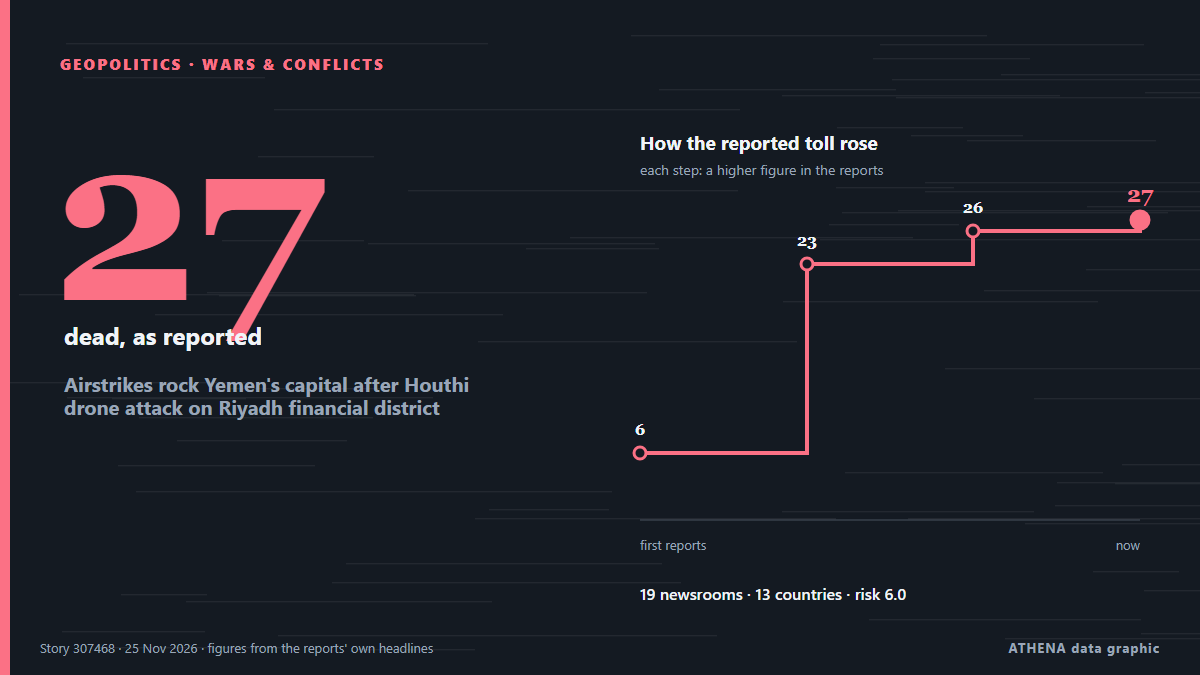 GEOPOLITICS · WARS & CONFLICTS
27
dead, as reported
Airstrikes rock Yemen's capital after Houthi
drone attack on Riyadh financial district
How the reported toll rose
each step: a higher figure in the reports
6
23
26
27
first reports
now
19 newsrooms · 13 countries · risk 6.0
Story 307468 · 25 Nov 2026 · figures from the reports' own headlines
ATHENA data graphic